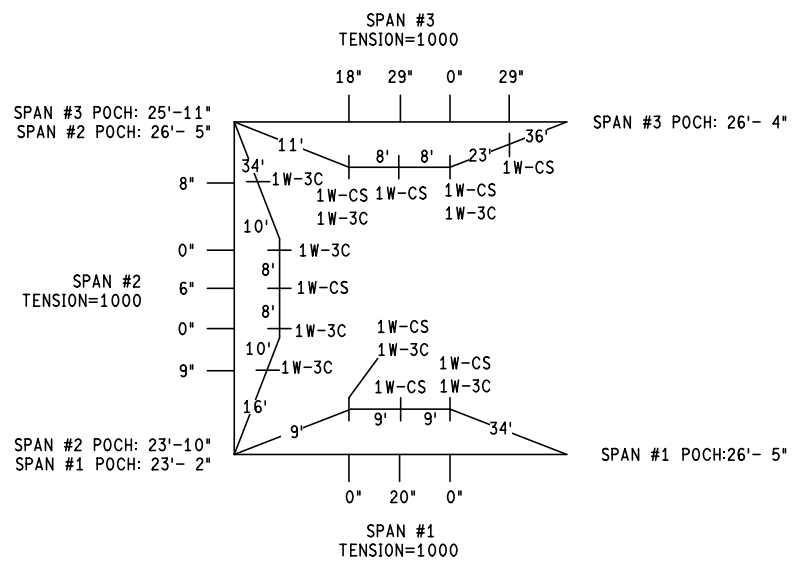 SPAN #3
TENSION=1000
18" 29" 0" 29"
SPAN #3 POCH: 25'-11"
SPAN #2 POCH: 26'- 5"
SPAN #3 POCH: 26'- 4"
11' 8' 8' 23' 36'
1W-CS
1W-3C
1W-CS
1W-CS
1W-3C
1W-CS
34'
8"
1W-3C
10'
0"
1W-3C
8'
SPAN #2
TENSION=1000
6"
1W-CS
8'
0"
1W-3C
10'
9"
1W-3C
16'
1W-CS
1W-3C
1W-CS
1W-CS
1W-3C
9' 9' 9' 34'
SPAN #2 POCH: 23'-10"
SPAN #1 POCH: 23'- 2"
SPAN #1 POCH:26'- 5"
0" 20" 0"
SPAN #1
TENSION=1000